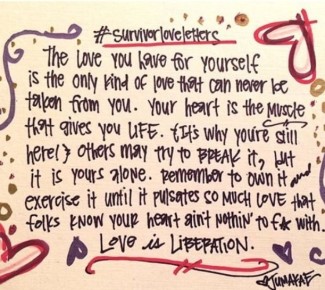 #survivorloveletters
The Love you Have for yourself
is the only kind of love that can never be
taken from you. Your heart is the MUSCLE
that gives you LIFE. (It's why you're still
here!) Others may try to BREAK it, but
it is yours alone. Remember to own it and
exercise it until it pulsates so much LOVE that
folks KNOW your heart ain't nothin' to f*k with.
LOVE is LIBERATION.